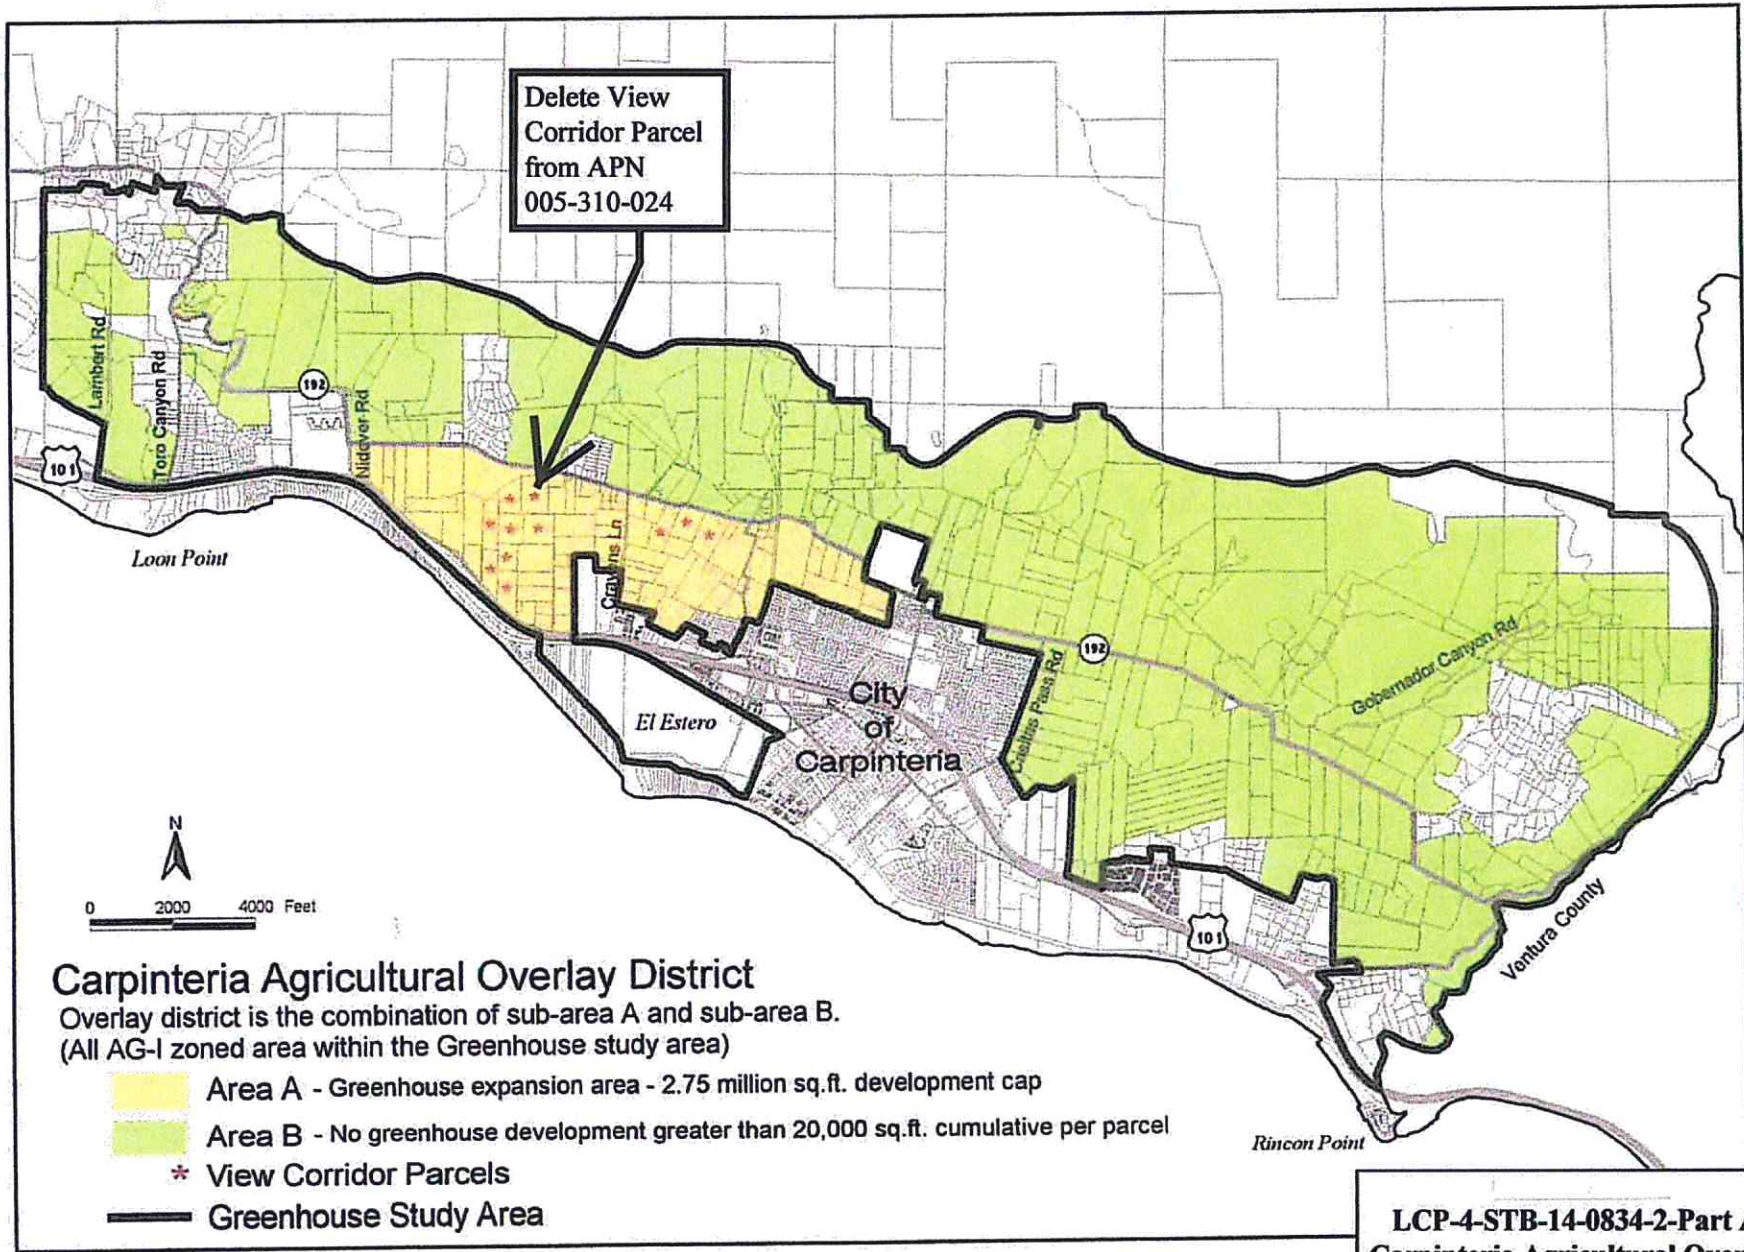 Delete View
Corridor Parcel
from APN
005-310-024
192
Lambert Rd
Toro Canyon Rd
Nidever Rd
101
Loon Point
Cravens Ln
192
Gobernador Canyon Rd
Casitas Pass Rd
City
of
Carpinteria
El Estero
N
0 2000 4000 Feet
101
Ventura County
Carpinteria Agricultural Overlay District
Overlay district is the combination of sub-area A and sub-area B.
(All AG-I zoned area within the Greenhouse study area)
Area A - Greenhouse expansion area - 2.75 million sq.ft. development cap
Area B - No greenhouse development greater than 20,000 sq.ft. cumulative per parcel
* View Corridor Parcels
Greenhouse Study Area
Rincon Point
LCP-4-STB-14-0834-2-Part A
Carpinteria Agricultural Over